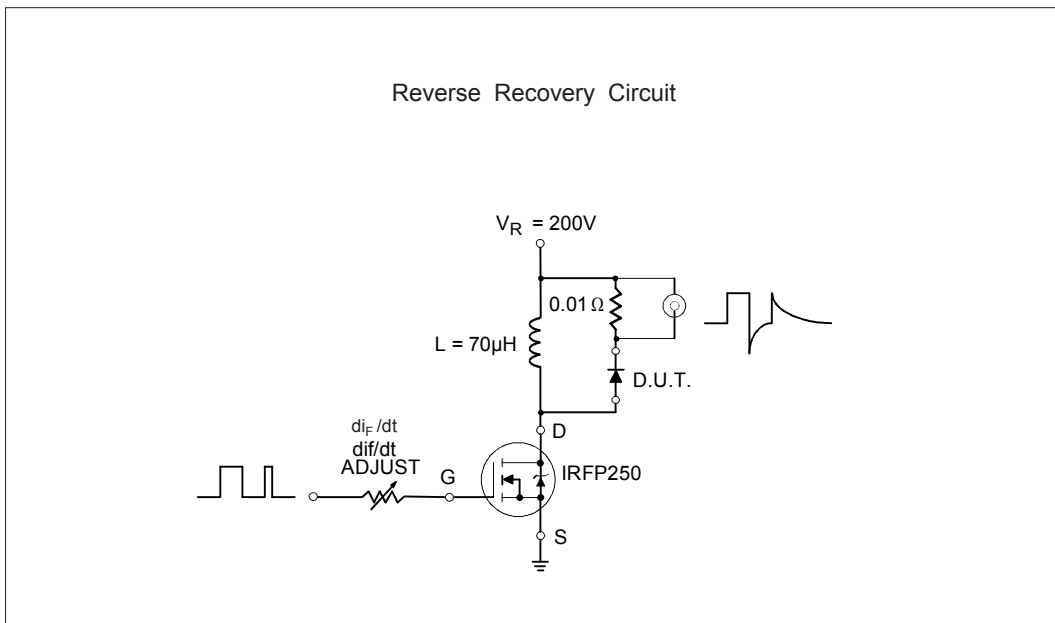 Reverse Recovery Circuit
V_R = 200V
0.01 Ω
L = 70µH
D.U.T.
di_F/dt
dif/dt
ADJUST
D
G
IRFP250
S